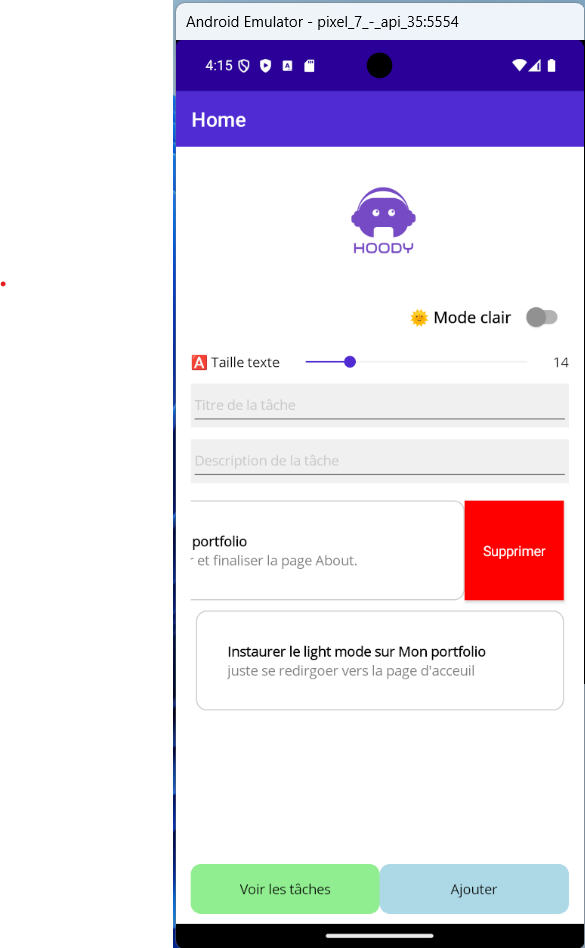 Android Emulator - pixel_7_-_api_35:5554
4:15
Home
HOODY
🌞 Mode clair
🅰 Taille texte 14
Titre de la tâche
Description de la tâche
portfolio
et finaliser la page About.
Supprimer
Instaurer le light mode sur Mon portfolio
juste se redirgoer vers la page d'acceuil
Voir les tâches Ajouter